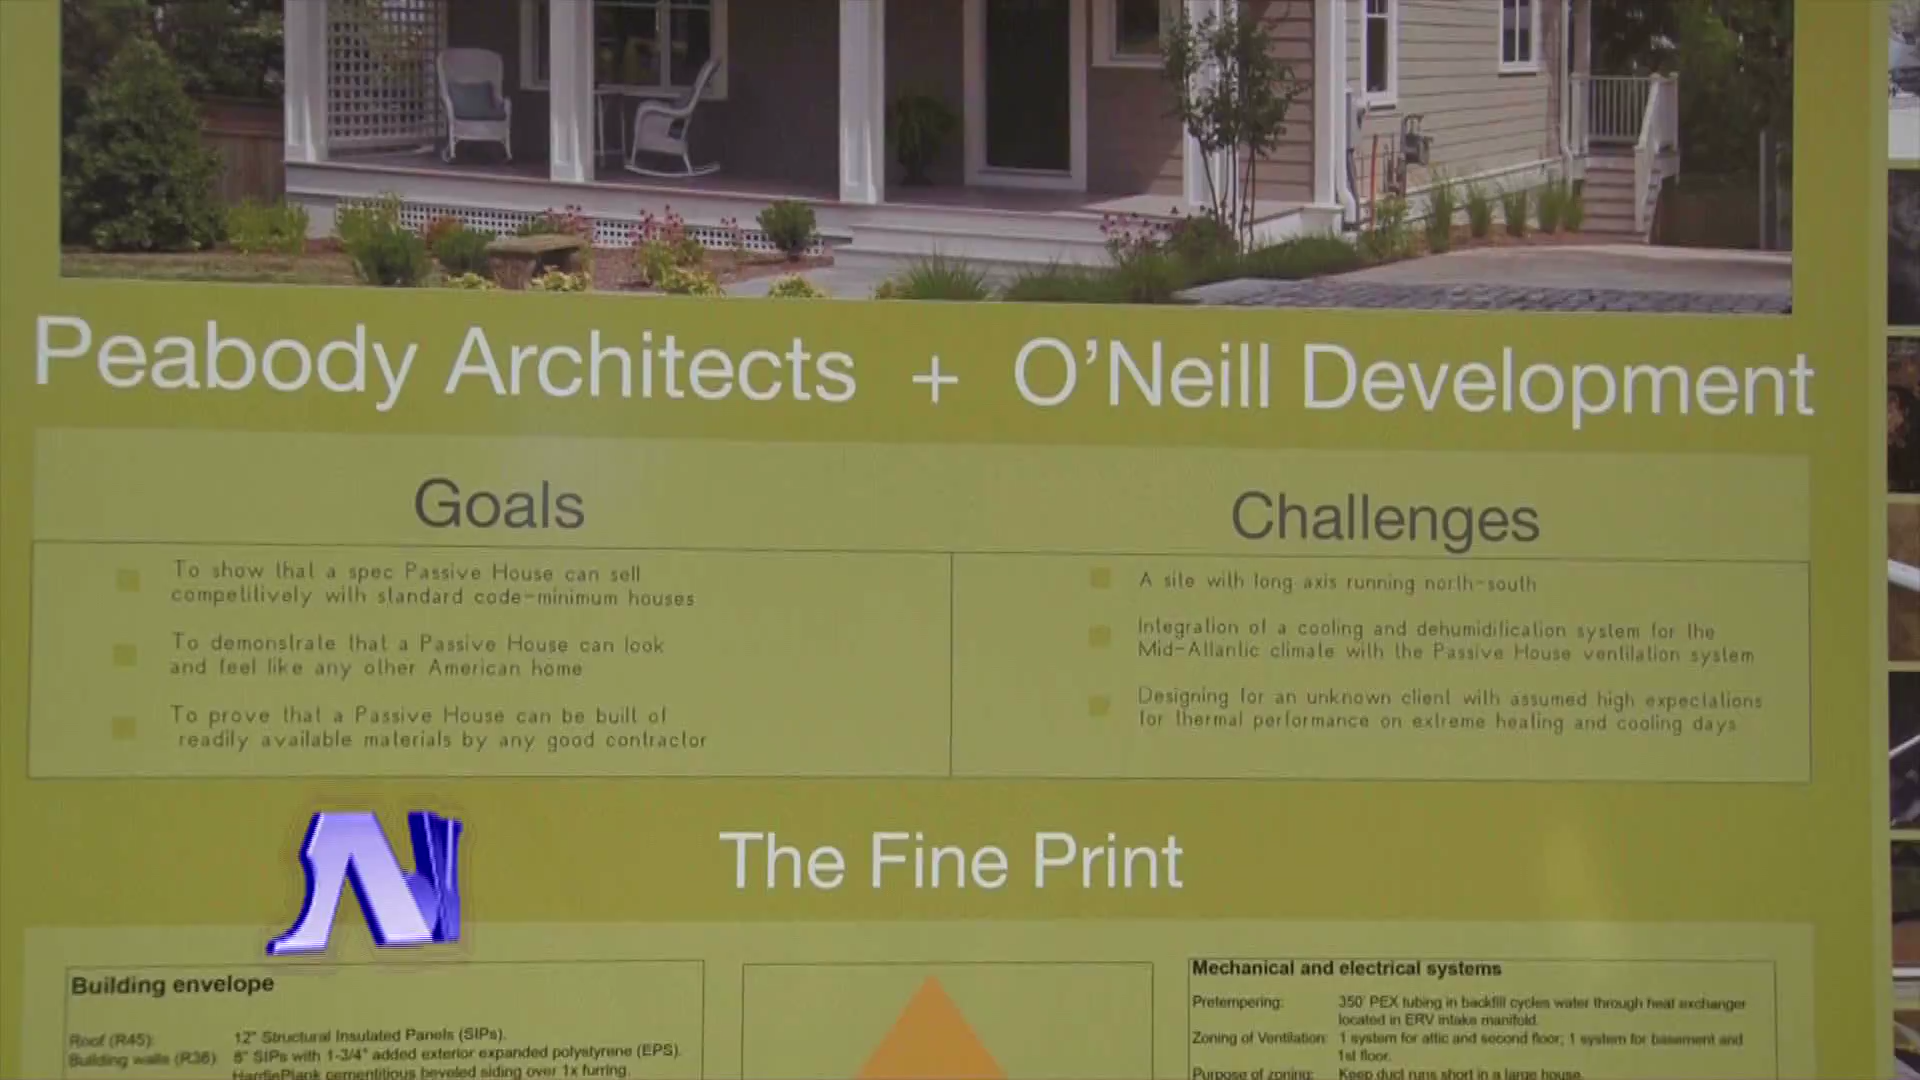 Peabody Architects + O'Neill Development
Goals
To show that a spec Passive House can sell
competitively with standard code-minimum houses
To demonstrate that a Passive House can look
and feel like any other American home
To prove that a Passive House can be built of
readily available materials by any good contractor
Challenges
A site with long axis running north-south
Integration of a cooling and dehumidification system for the
Mid-Atlantic climate with the Passive House ventilation system
Designing for an unknown client with assumed high expectations
for thermal performance on extreme heating and cooling days
The Fine Print
N
Building envelope
Roof (R45): 12" Structural Insulated Panels (SIPs).
Building walls (R36): 8" SIPs with 1-3/4" added exterior expanded polystyrene (EPS).
HardiePlank cementitious beveled siding over 1x furring.
Mechanical and electrical systems
Pretempering: 350' PEX tubing in backfill cycles water through heat exchanger
located in ERV intake manifold.
Zoning of Ventilation: 1 system for attic and second floor; 1 system for basement and
1st floor.
Purpose of zoning: Keep duct runs short in a large house.